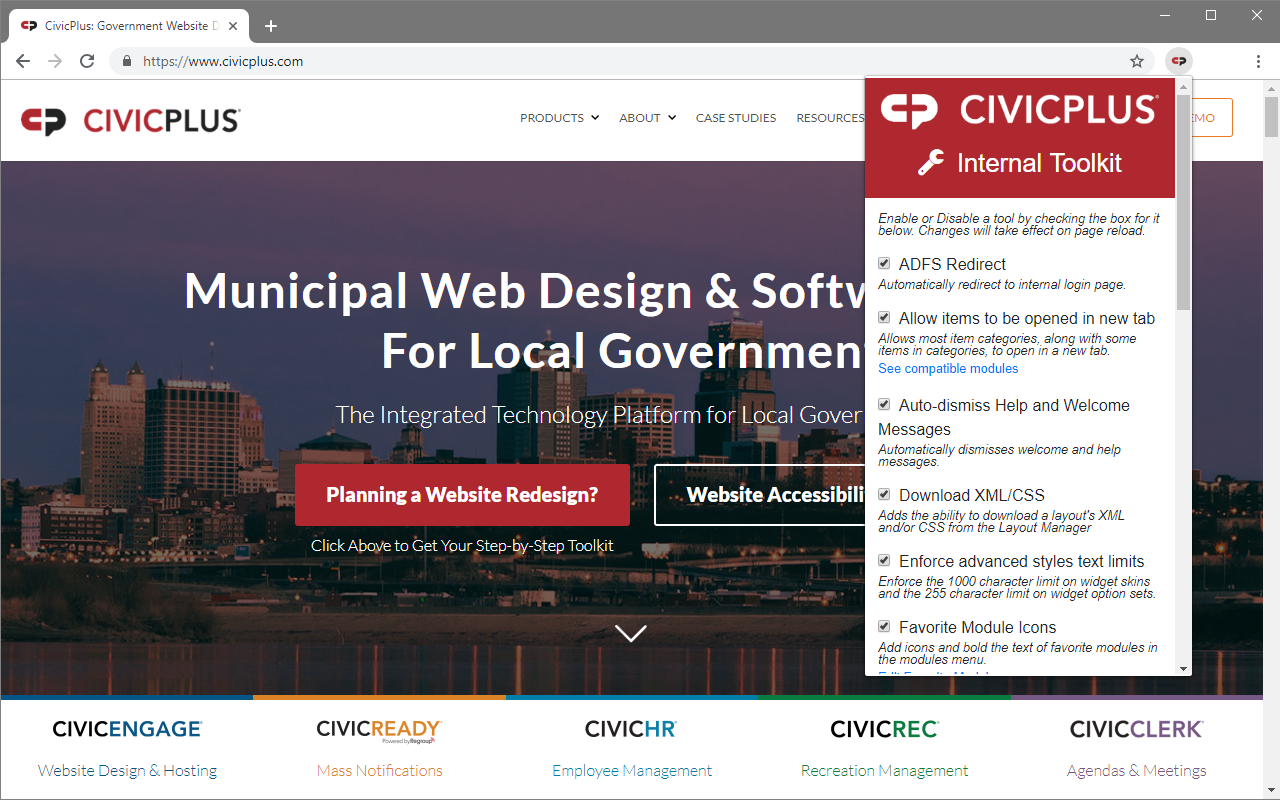 CivicPlus: Government Website D
https://www.civicplus.com
CIVICPLUS
PRODUCTS ABOUT CASE STUDIES RESOURCES
EMO
CIVICPLUS
Internal Toolkit
Enable or Disable a tool by checking the box for it
below. Changes will take effect on page reload.
ADFS Redirect
Automatically redirect to internal login page.
Allow items to be opened in new tab
Allows most item categories, along with some
items in categories, to open in a new tab.
See compatible modules
Auto-dismiss Help and Welcome
Messages
Automatically dismisses welcome and help
messages.
Download XML/CSS
Adds the ability to download a layout's XML
and/or CSS from the Layout Manager
Enforce advanced styles text limits
Enforce the 1000 character limit on widget skins
and the 255 character limit on widget option sets.
Favorite Module Icons
Add icons and bold the text of favorite modules in
the modules menu.
Municipal Web Design & Softw
For Local Government
The Integrated Technology Platform for Local Gover
Planning a Website Redesign?
Website Accessibili
Click Above to Get Your Step-by-Step Toolkit
CIVICENGAGE
Website Design & Hosting
CIVICREADY
Powered by Regroup
Mass Notifications
CIVICHR
Employee Management
CIVICREC
Recreation Management
CIVICCLERK
Agendas & Meetings